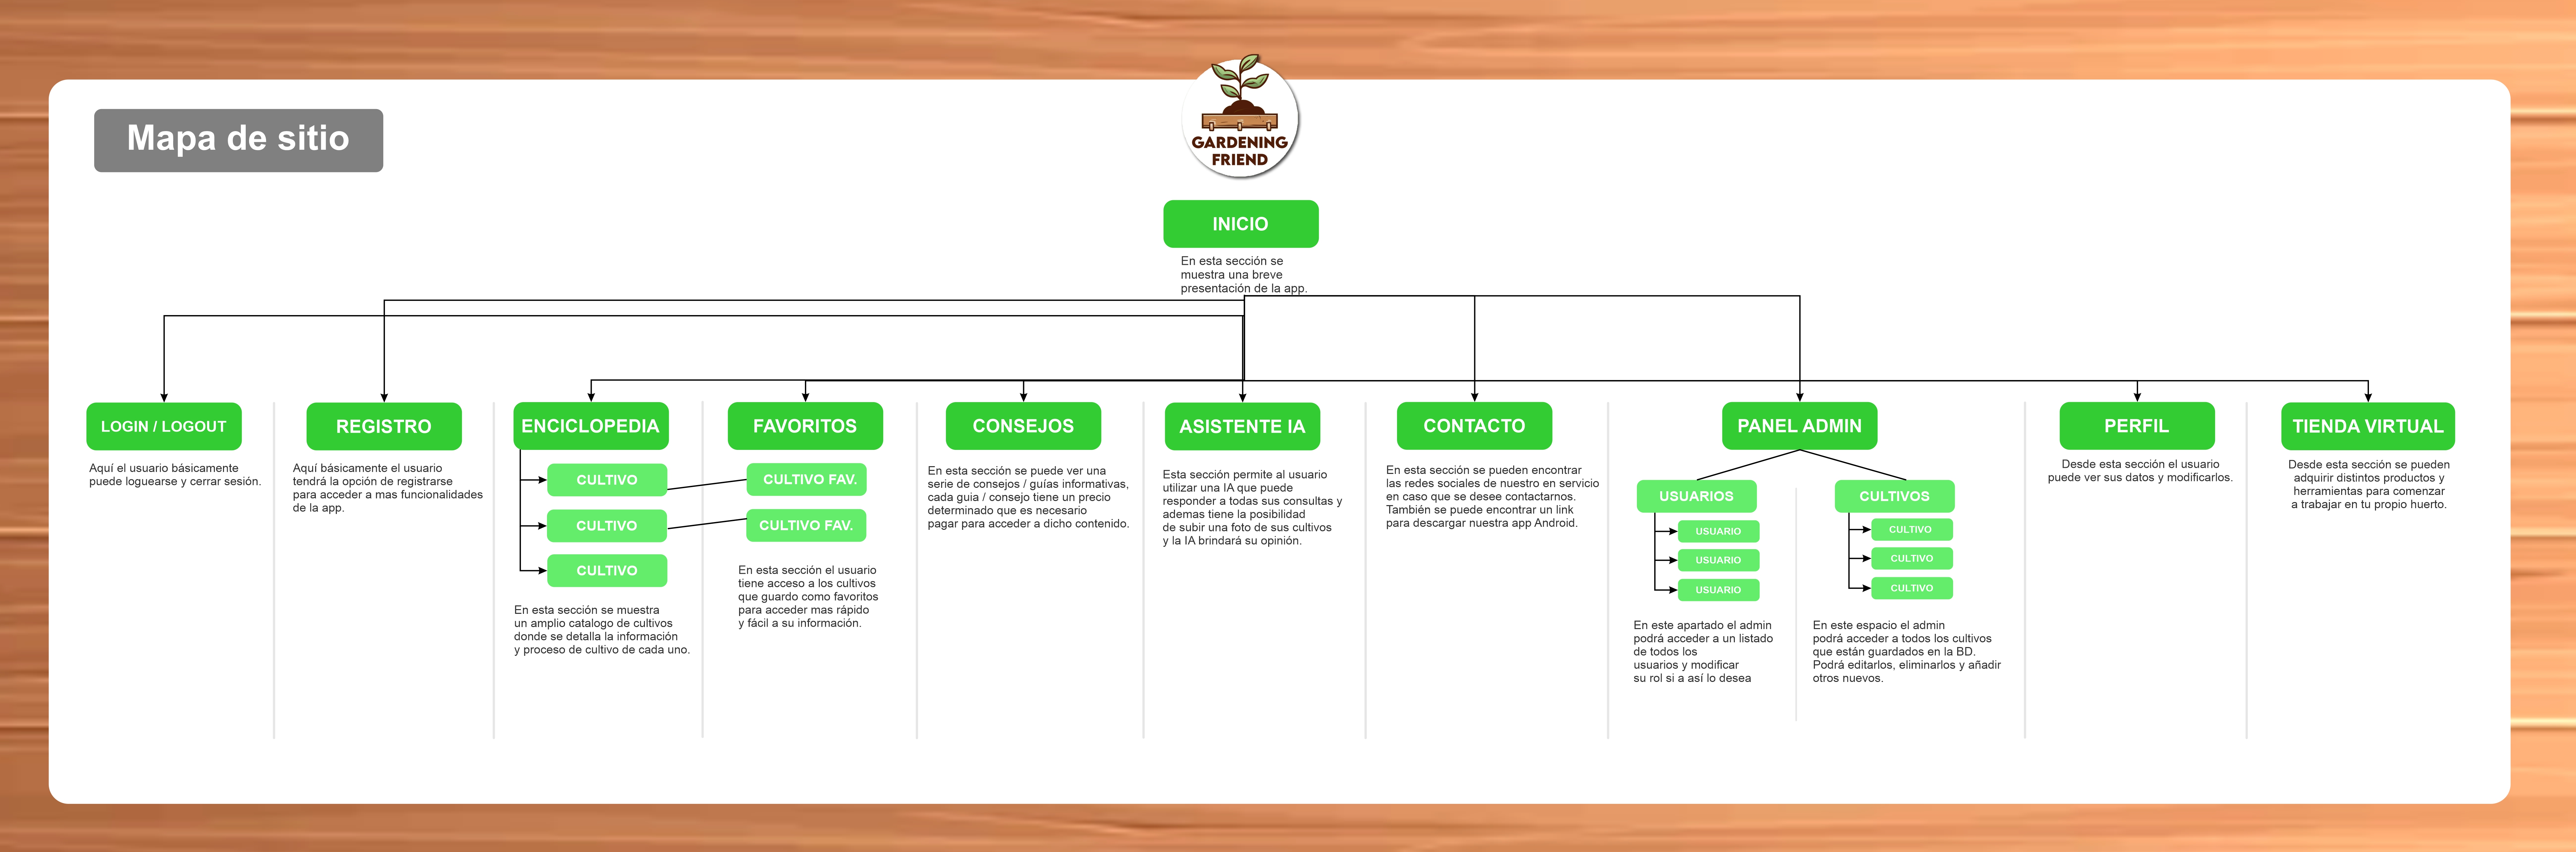 Mapa de sitio
GARDENING
FRIEND
INICIO
En esta sección se
muestra una breve
presentación de la app.
LOGIN / LOGOUT
Aquí el usuario básicamente
puede loguearse y cerrar sesión.
REGISTRO
Aquí básicamente el usuario
tendrá la opción de registrarse
para acceder a mas funcionalidades
de la app.
ENCICLOPEDIA
CULTIVO
CULTIVO
CULTIVO
En esta sección se muestra
un amplio catalogo de cultivos
donde se detalla la información
y proceso de cultivo de cada uno.
FAVORITOS
CULTIVO FAV.
CULTIVO FAV.
En esta sección el usuario
tiene acceso a los cultivos
que guardo como favoritos
para acceder mas rápido
y fácil a su información.
CONSEJOS
En esta sección se puede ver una
serie de consejos / guías informativas,
cada guia / consejo tiene un precio
determinado que es necesario
pagar para acceder a dicho contenido.
ASISTENTE IA
Esta sección permite al usuario
utilizar una IA que puede
responder a todas sus consultas y
ademas tiene la posibilidad
de subir una foto de sus cultivos
y la IA brindará su opinión.
CONTACTO
En esta sección se pueden encontrar
las redes sociales de nuestro en servicio
en caso que se desee contactarnos.
También se puede encontrar un link
para descargar nuestra app Android.
PANEL ADMIN
USUARIOS
USUARIO
USUARIO
USUARIO
En este apartado el admin
podrá acceder a un listado
de todos los
usuarios y modificar
su rol si a así lo desea
CULTIVOS
CULTIVO
CULTIVO
CULTIVO
En este espacio el admin
podrá acceder a todos los cultivos
que están guardados en la BD.
Podrá editarlos, eliminarlos y añadir
otros nuevos.
PERFIL
Desde esta sección el usuario
puede ver sus datos y modificarlos.
TIENDA VIRTUAL
Desde esta sección se pueden
adquirir distintos productos y
herramientas para comenzar
a trabajar en tu propio huerto.